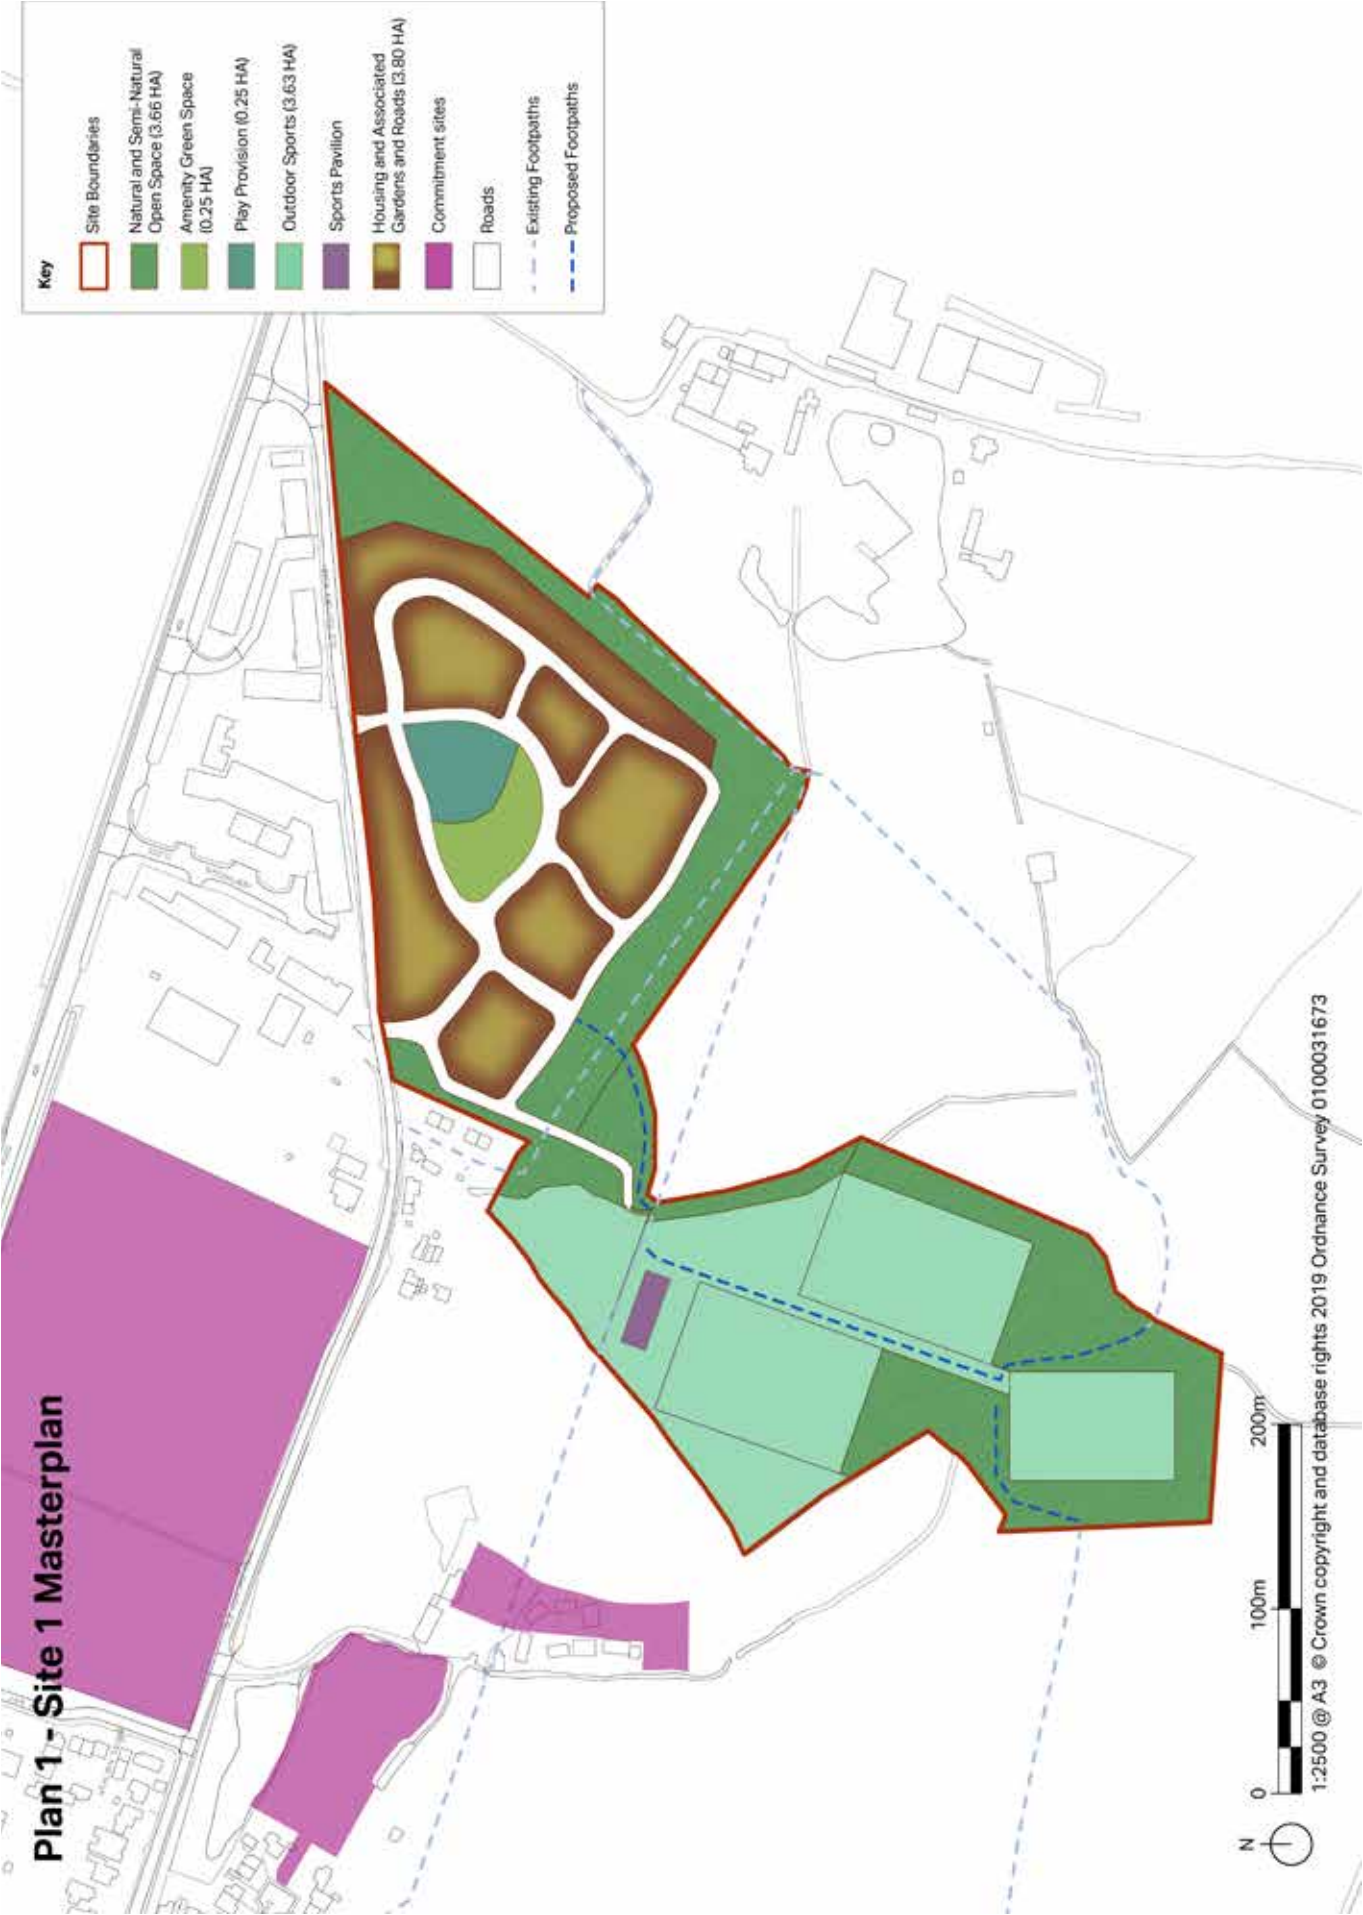 Plan 1 - Site 1 Masterplan
Key
Site Boundaries
Natural and Semi-Natural
Open Space (3.66 HA)
Amenity Green Space
(0.25 HA)
Play Provision (0.25 HA)
Outdoor Sports (3.63 HA)
Sports Pavilion
Housing and Associated
Gardens and Roads (3.80 HA)
Commitment sites
Roads
Existing Footpaths
Proposed Footpaths
N
0
100m
200m
1:2500 @ A3 © Crown copyright and database rights 2019 Ordnance Survey 0100031673